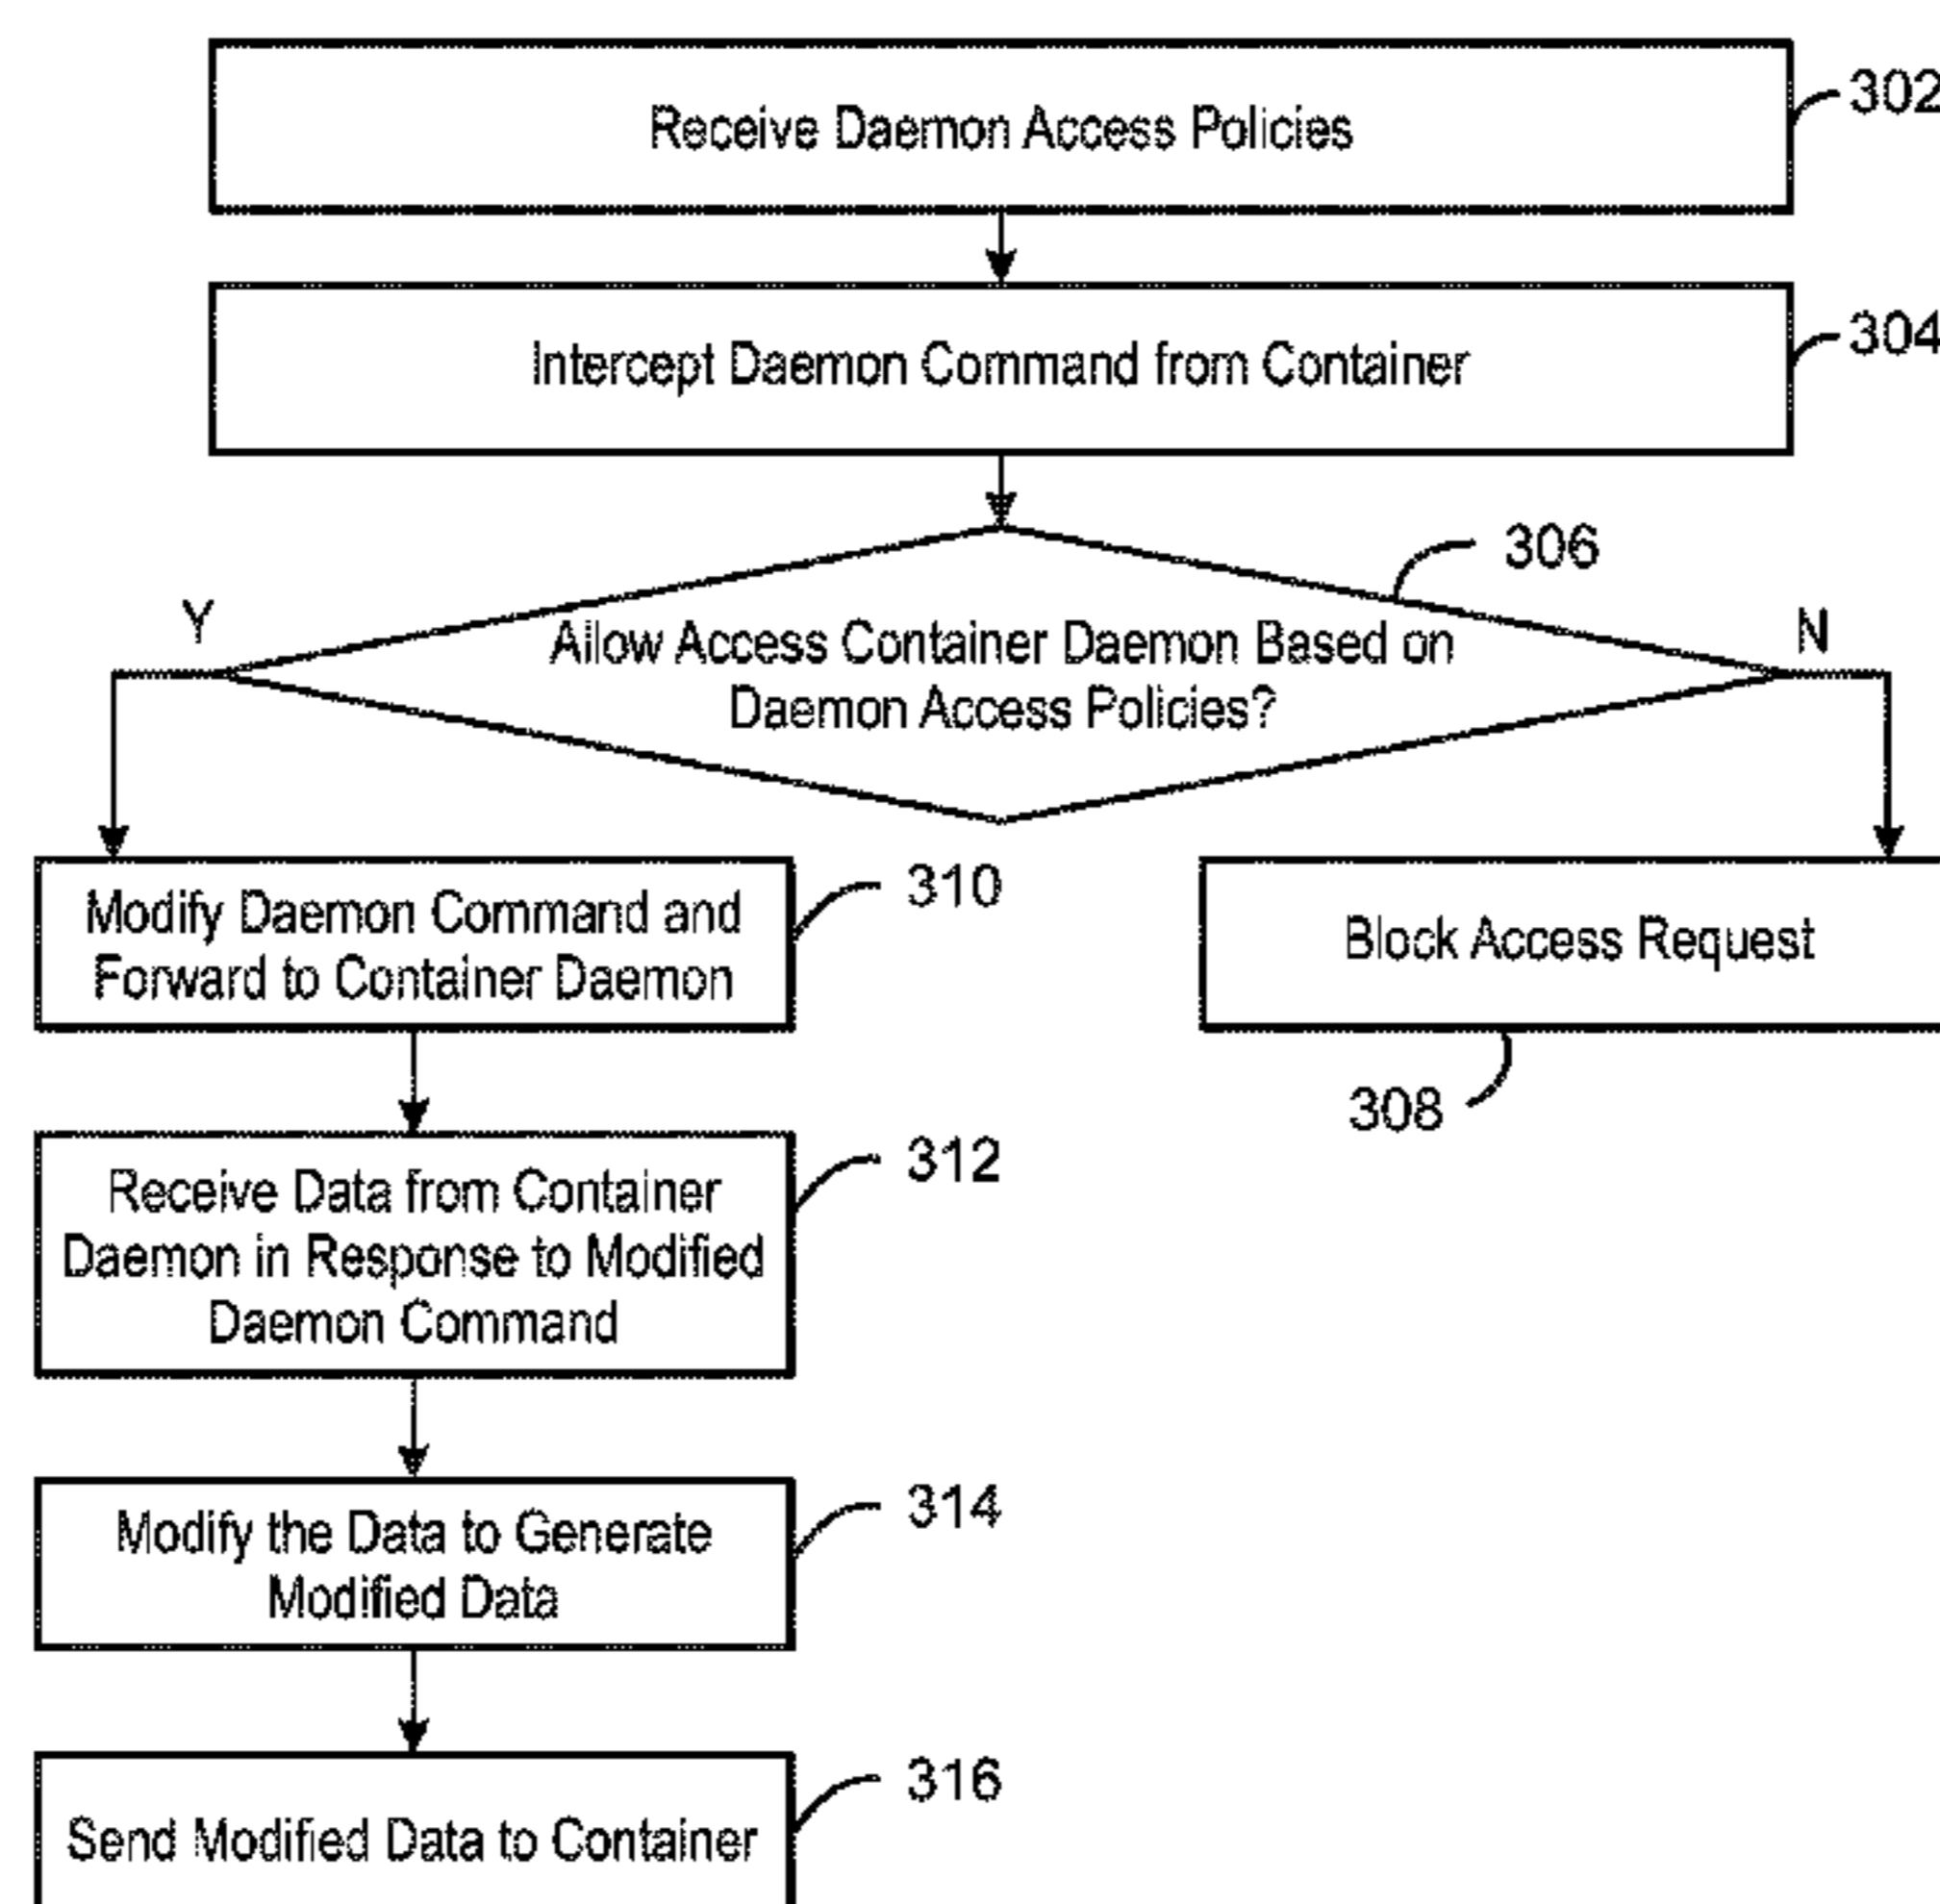 Receive Daemon Access Policies
302
Intercept Daemon Command from Container
304
306
Y
Allow Access Container Daemon Based on
Daemon Access Policies?
N
Modify Daemon Command and
Forward to Container Daemon
310
Block Access Request
308
Receive Data from Container
Daemon in Response to Modified
Daemon Command
312
Modify the Data to Generate
Modified Data
314
Send Modified Data to Container
316